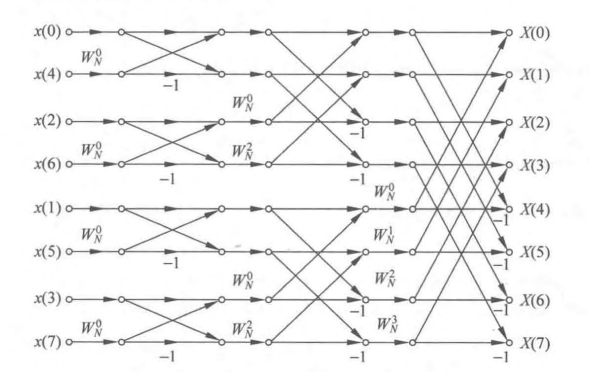 x(0) X(0)
W_N^0
x(4) -1 X(1)
W_N^0
x(2) -1 X(2)
W_N^0 W_N^2
x(6) -1 -1 X(3)
W_N^0
x(1) -1 X(4)
W_N^0 W_N^1
x(5) -1 -1 X(5)
W_N^0 W_N^2
x(3) -1 -1 X(6)
W_N^0 W_N^2 W_N^3
x(7) -1 -1 -1 X(7)